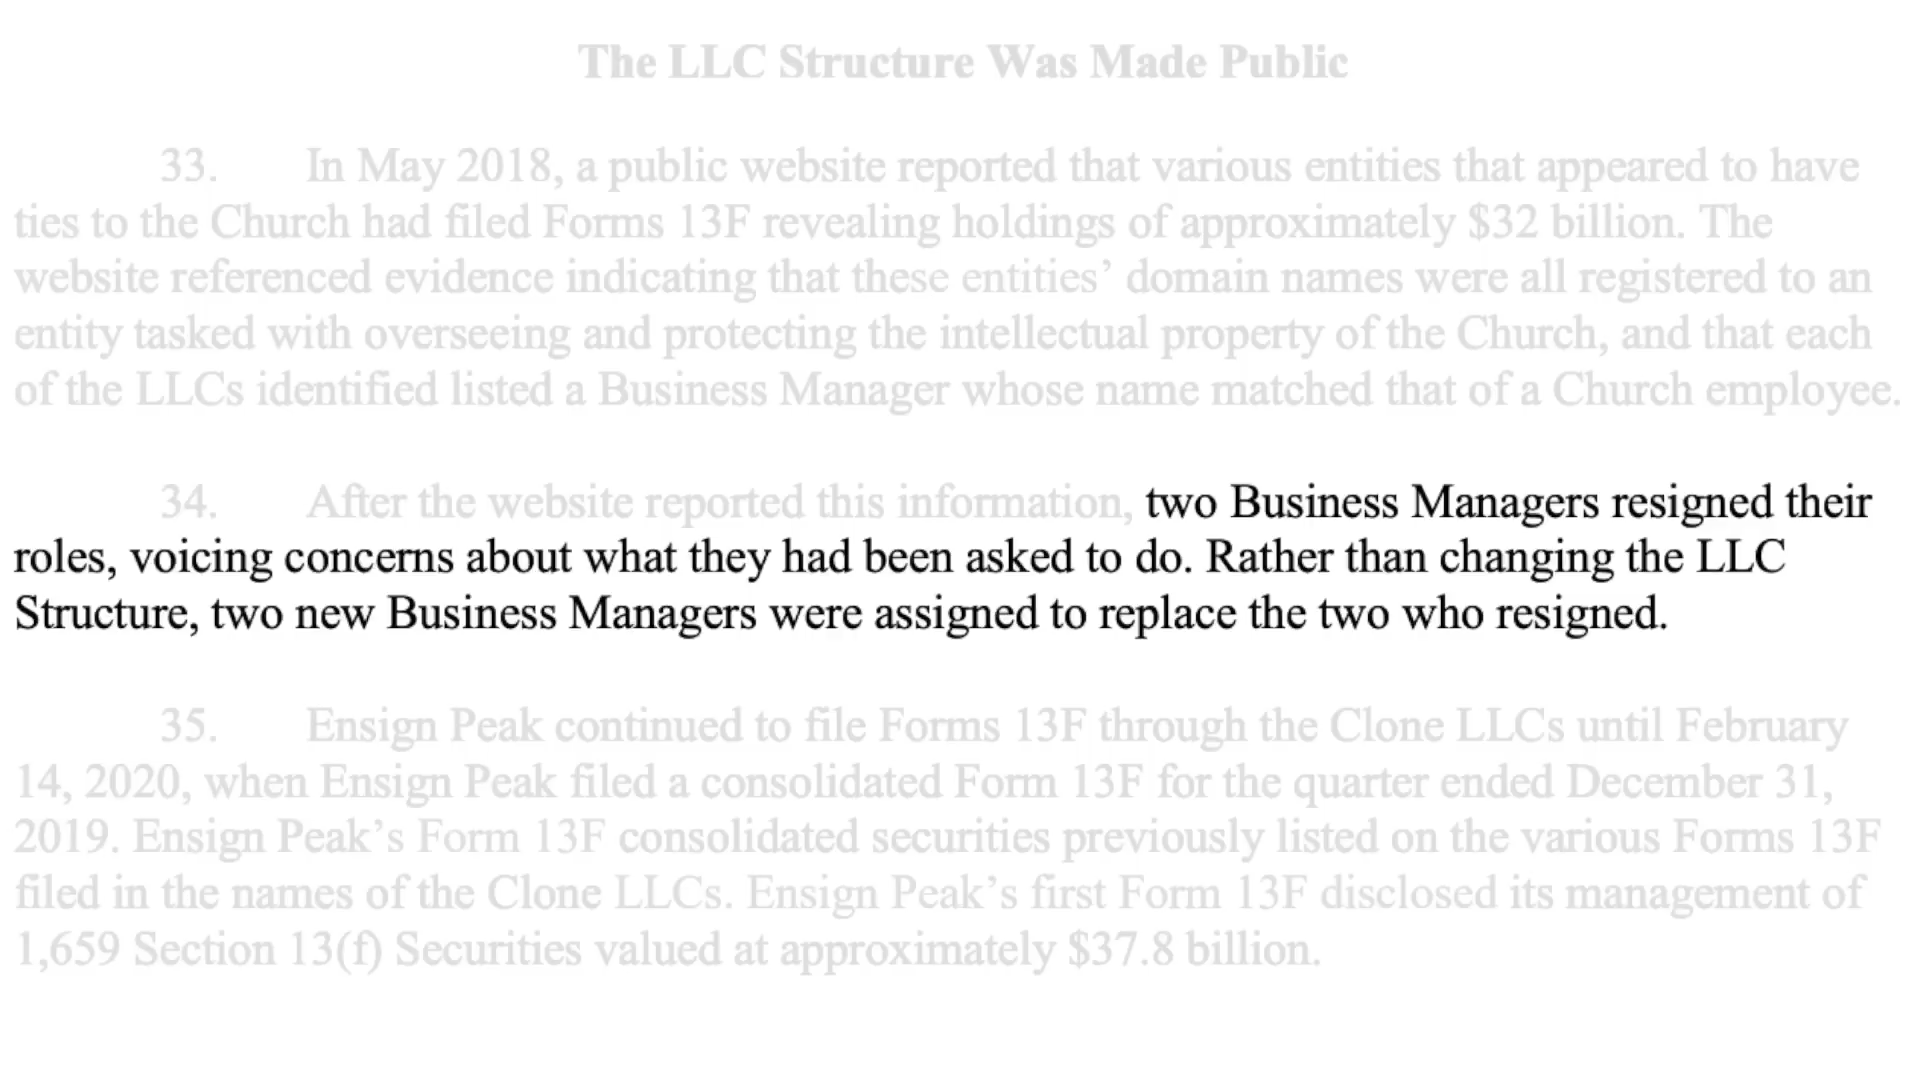 The LLC Structure Was Made Public
33. In May 2018, a public website reported that various entities that appeared to have
ties to the Church had filed Forms 13F revealing holdings of approximately $32 billion. The
website referenced evidence indicating that these entities’ domain names were all registered to an
entity tasked with overseeing and protecting the intellectual property of the Church, and that each
of the LLCs identified listed a Business Manager whose name matched that of a Church employee.
34. After the website reported this information, two Business Managers resigned their
roles, voicing concerns about what they had been asked to do. Rather than changing the LLC
Structure, two new Business Managers were assigned to replace the two who resigned.
35. Ensign Peak continued to file Forms 13F through the Clone LLCs until February
14, 2020, when Ensign Peak filed a consolidated Form 13F for the quarter ended December 31,
2019. Ensign Peak’s Form 13F consolidated securities previously listed on the various Forms 13F
filed in the names of the Clone LLCs. Ensign Peak’s first Form 13F disclosed its management of
1,659 Section 13(f) Securities valued at approximately $37.8 billion.